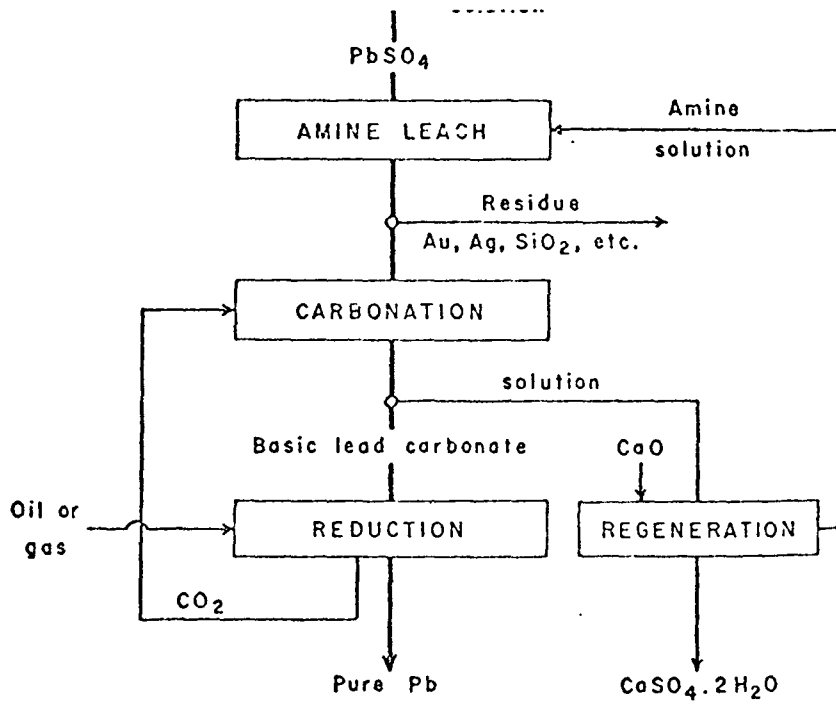 PbSO4
AMINE LEACH
Amine
solution
Residue
Au, Ag, SiO2, etc.
CARBONATION
solution
Basic lead carbonate
CaO
Oil or
gas
REDUCTION
REGENERATION
CO2
Pure Pb
CaSO4.2H2O